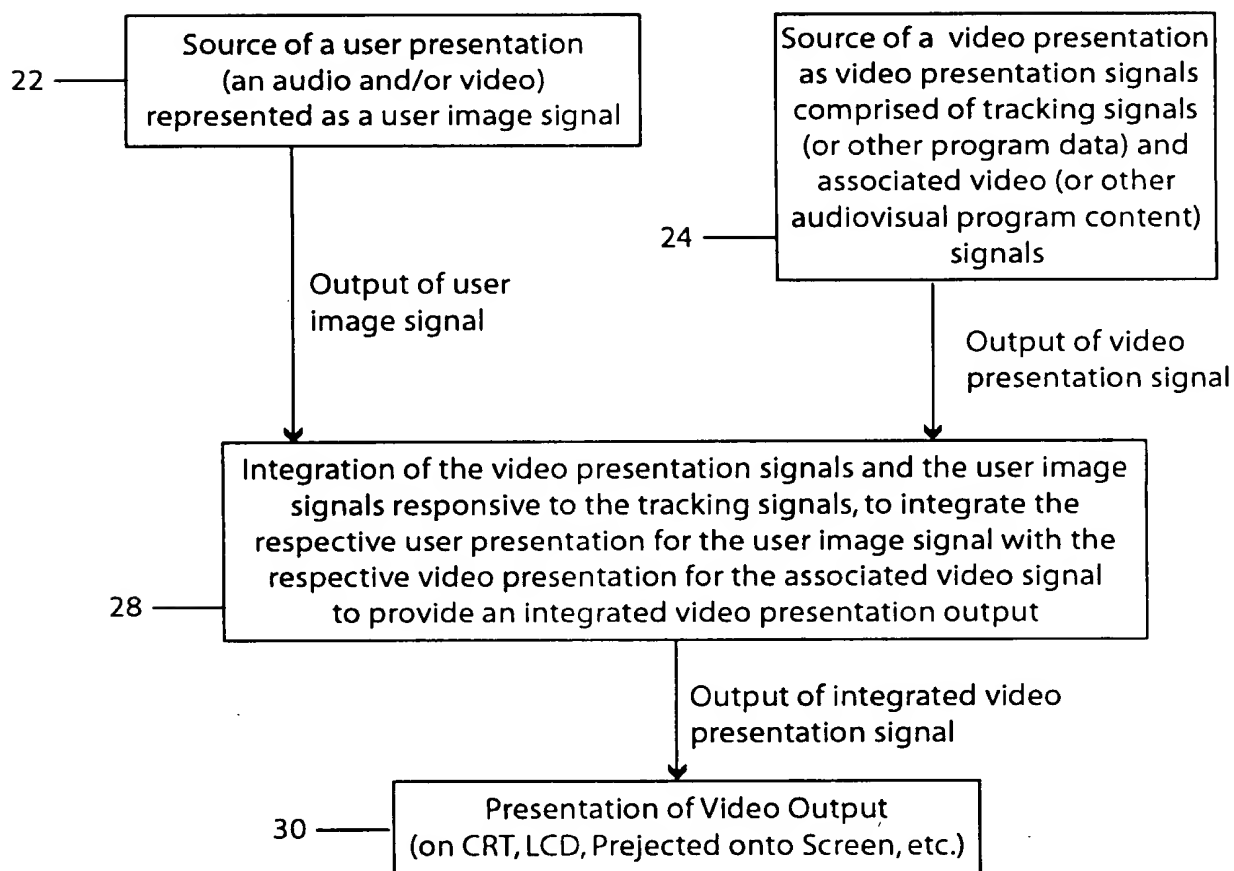 22
Source of a user presentation
(an audio and/or video)
represented as a user image signal
Source of a video presentation
as video presentation signals
comprised of tracking signals
(or other program data) and
associated video (or other
audiovisual program content)
signals
24
Output of user
image signal
Output of video
presentation signal
Integration of the video presentation signals and the user image
signals responsive to the tracking signals, to integrate the
respective user presentation for the user image signal with the
respective video presentation for the associated video signal
to provide an integrated video presentation output
28
Output of integrated video
presentation signal
30
Presentation of Video Output
(on CRT, LCD, Prejected onto Screen, etc.)